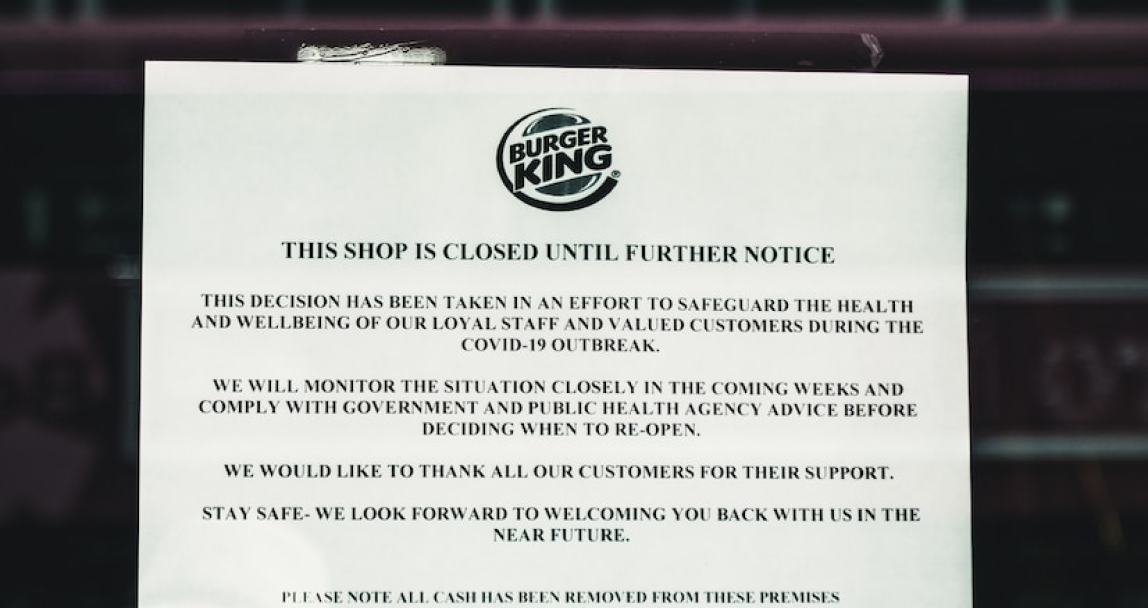 BURGER
KING®
THIS SHOP IS CLOSED UNTIL FURTHER NOTICE
THIS DECISION HAS BEEN TAKEN IN AN EFFORT TO SAFEGUARD THE HEALTH
AND WELLBEING OF OUR LOYAL STAFF AND VALUED CUSTOMERS DURING THE
COVID-19 OUTBREAK.
WE WILL MONITOR THE SITUATION CLOSELY IN THE COMING WEEKS AND
COMPLY WITH GOVERNMENT AND PUBLIC HEALTH AGENCY ADVICE BEFORE
DECIDING WHEN TO RE-OPEN.
WE WOULD LIKE TO THANK ALL OUR CUSTOMERS FOR THEIR SUPPORT.
STAY SAFE- WE LOOK FORWARD TO WELCOMING YOU BACK WITH US IN THE
NEAR FUTURE.
PLEASE NOTE ALL CASH HAS BEEN REMOVED FROM THESE PREMISES